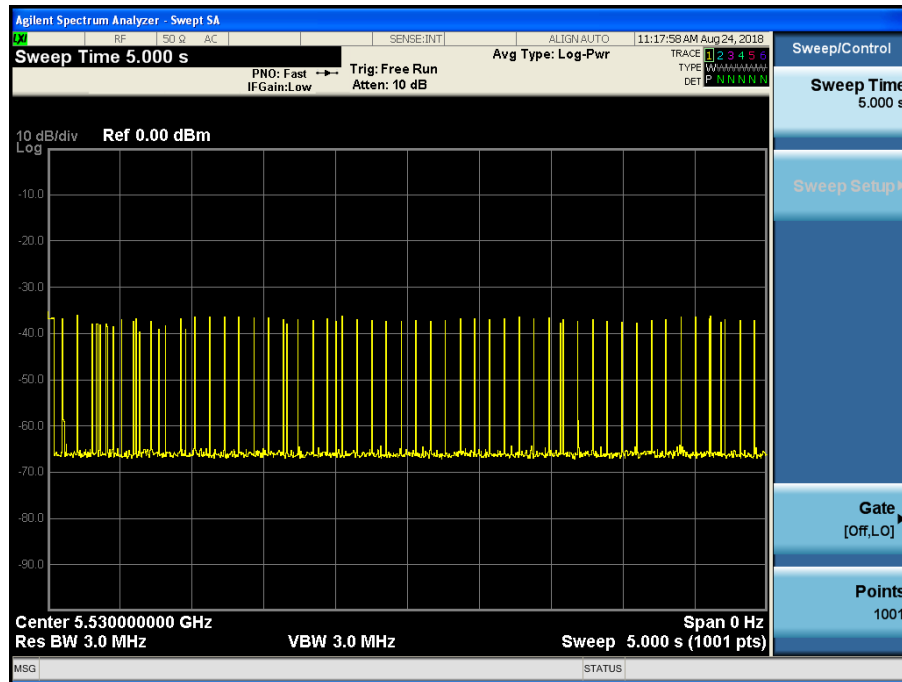 Agilent Spectrum Analyzer - Swept SA
LXI RF 50 Ω AC SENSE:INT ALIGN AUTO 11:17:58 AM Aug 24, 2018
Sweep Time 5.000 s
PNO: Fast
IFGain:Low
Trig: Free Run
Atten: 10 dB
Avg Type: Log-Pwr
TRACE 1 2 3 4 5 6
TYPE WWWWWWW
DET P N N N N N
Sweep/Control
Sweep Time
5.000 s
Sweep Setup
10 dB/div Ref 0.00 dBm
Log
-10.0
-20.0
-30.0
-40.0
-50.0
-60.0
-70.0
-80.0
-90.0
Gate
[Off,LO]
Points
1001
Center 5.530000000 GHz Span 0 Hz
Res BW 3.0 MHz VBW 3.0 MHz Sweep 5.000 s (1001 pts)
MSG STATUS